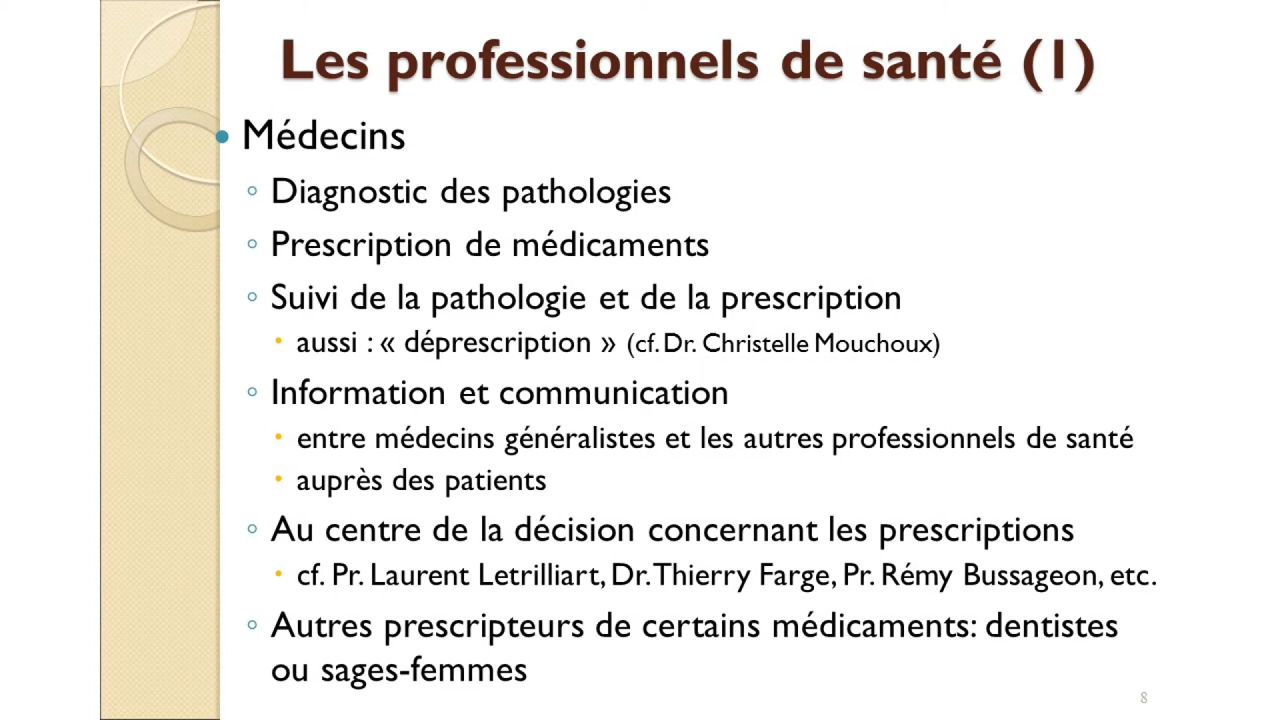 Les professionnels de santé (1)
• Médecins
◦ Diagnostic des pathologies
◦ Prescription de médicaments
◦ Suivi de la pathologie et de la prescription
▪ aussi : « déprescription » (cf. Dr. Christelle Mouchoux)
◦ Information et communication
▪ entre médecins généralistes et les autres professionnels de santé
▪ auprès des patients
◦ Au centre de la décision concernant les prescriptions
▪ cf. Pr. Laurent Letrilliart, Dr. Thierry Farge, Pr. Rémy Bussageon, etc.
◦ Autres prescripteurs de certains médicaments: dentistes
ou sages-femmes
8